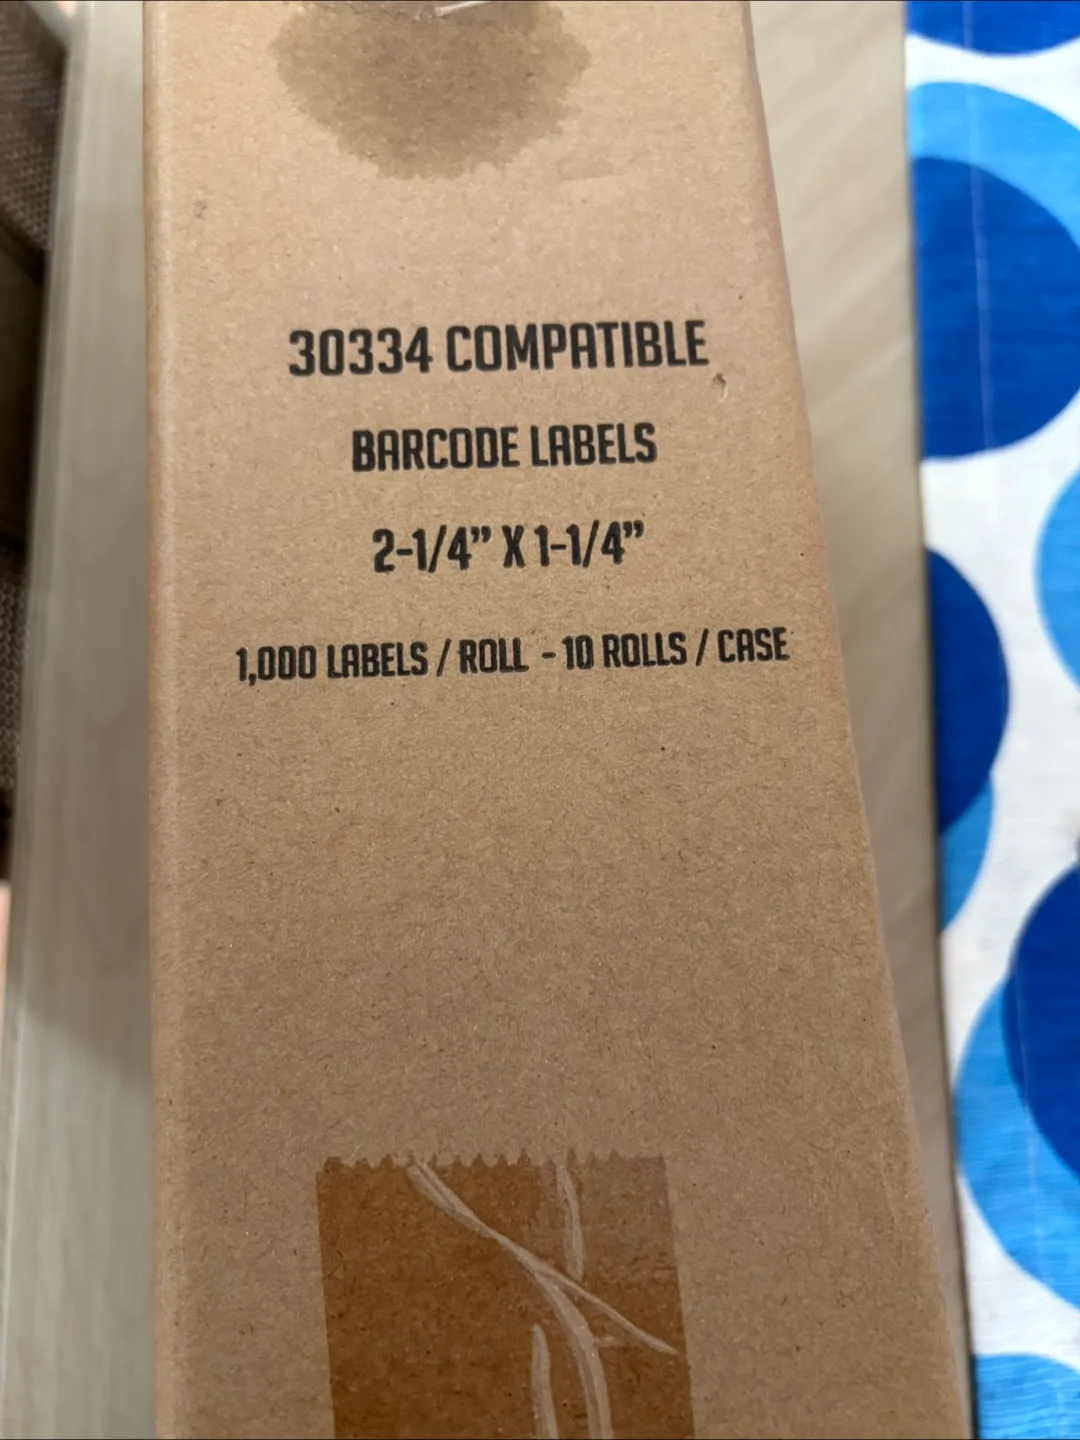 30334 COMPATIBLE
BARCODE LABELS
2-1/4” X 1-1/4”
1,000 LABELS / ROLL - 10 ROLLS / CASE